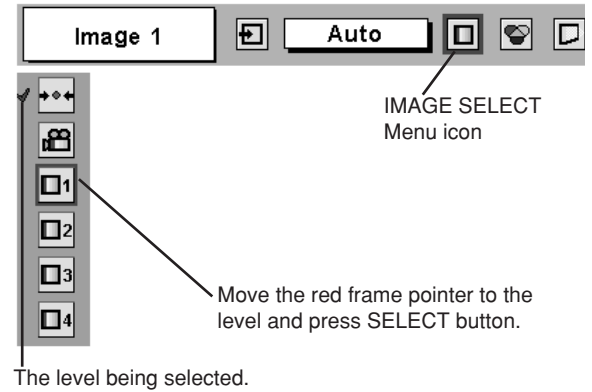 Image 1
Auto
IMAGE SELECT
Menu icon
1
2
3
4
Move the red frame pointer to the
level and press SELECT button.
The level being selected.